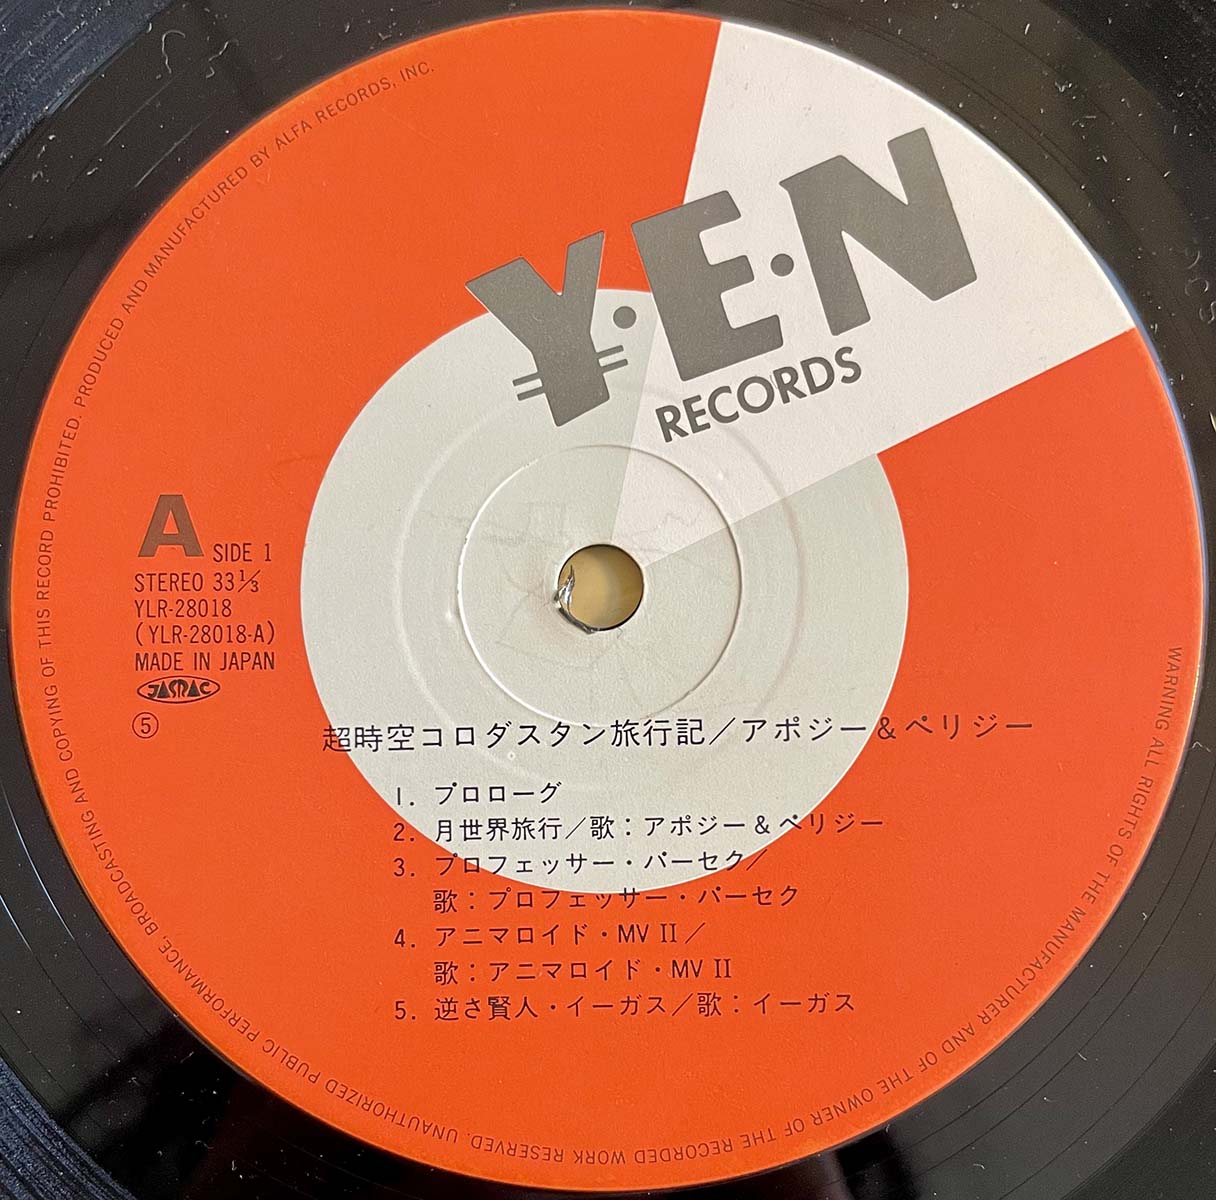 Y·E·N
RECORDS
A SIDE 1
STEREO 33⅓
YLR-28018
(YLR-28018-A)
MADE IN JAPAN
JASRAC
⑤
超時空コロダスタン旅行記／アポジー＆ペリジー
1. プロローグ
2. 月世界旅行／歌：アポジー＆ペリジー
3. プロフェッサー・パーセク／
歌：プロフェッサー・パーセク
4. アニマロイド・MV II／
歌：アニマロイド・MV II
5. 逆さ賢人・イーガス／歌：イーガス
WARNING ALL RIGHTS OF THE MANUFACTURER AND OF THE OWNER OF THE RECORDED WORK RESERVED. UNAUTHORIZED PUBLIC PERFORMANCE, BROADCASTING AND COPYING OF THIS RECORD PROHIBITED. PRODUCED AND MANUFACTURED BY ALFA RECORDS, INC.